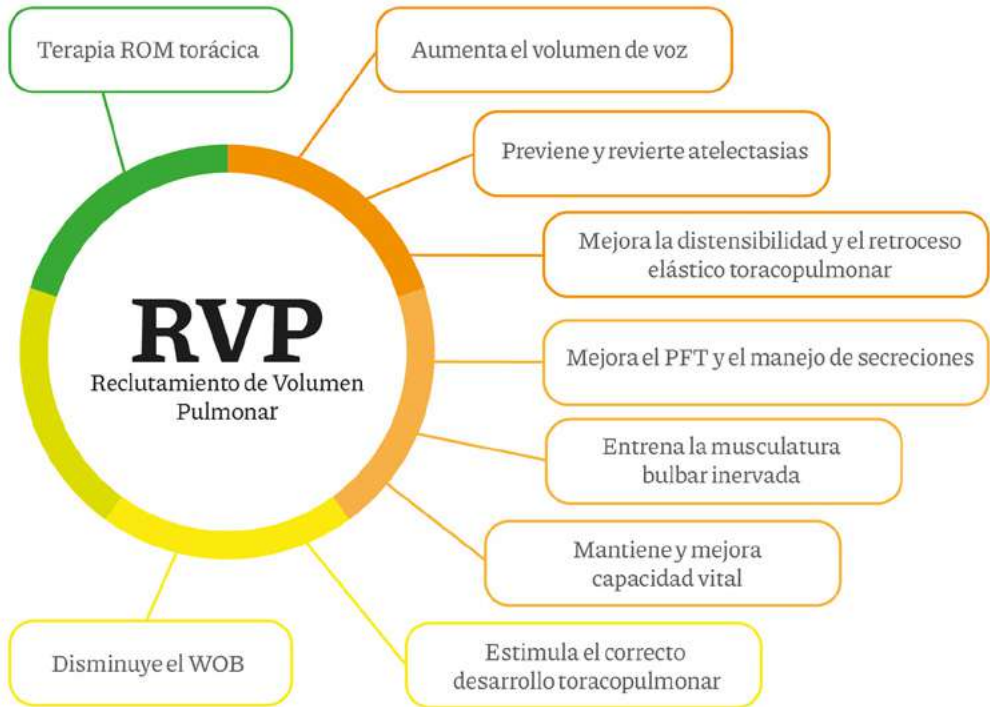 Terapia ROM torácica
Aumenta el volumen de voz
Previene y revierte atelectasias
Mejora la distensibilidad y el retroceso
elástico toracopulmonar
RVP
Reclutamiento de Volumen
Pulmonar
Mejora el PFT y el manejo de secreciones
Entrena la musculatura
bulbar inervada
Mantiene y mejora
capacidad vital
Disminuye el WOB
Estimula el correcto
desarrollo toracopulmonar